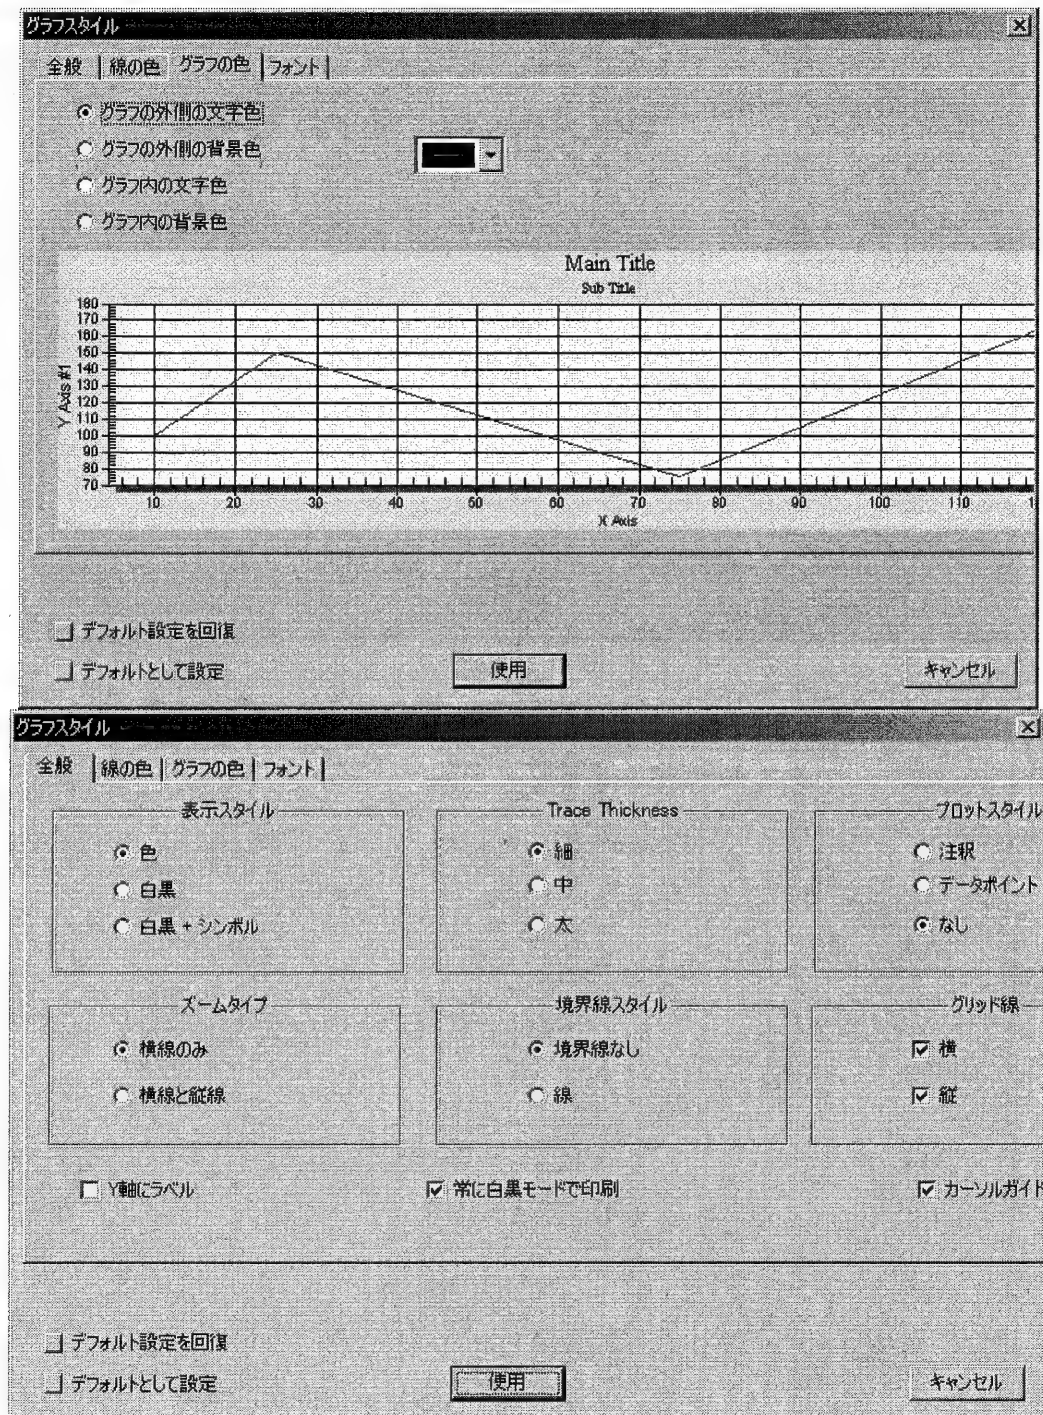 グラフスタイル
全般 線の色 グラフの色 フォント
グラフの外側の文字色
グラフの外側の背景色
グラフ内の文字色
グラフ内の背景色
Main Title
Sub Title
180
170
160
150
140
130
120
110
100
90
80
70
Y Axis #1
10 20 30 40 50 60 70 80 90 100 110 1
X Axis
デフォルト設定を回復
デフォルトとして設定 使用 キャンセル
グラフスタイル
全般 線の色 グラフの色 フォント
表示スタイル Trace Thickness プロットスタイル
色 細 注釈
白黒 中 データポイント
白黒 + シンボル 太 なし
ズームタイプ 境界線スタイル グリッド線
横線のみ 境界線なし 横
横線と縦線 線 縦
Y軸にラベル 常に白黒モードで印刷 カーソルガイド
デフォルト設定を回復
デフォルトとして設定 使用 キャンセル